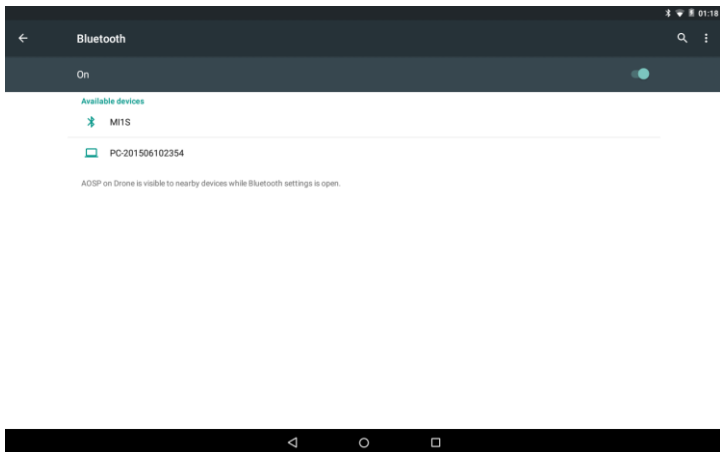 01:18
Bluetooth
On
Available devices
MI1S
PC-201506102354
AOSP on Drone is visible to nearby devices while Bluetooth settings is open.